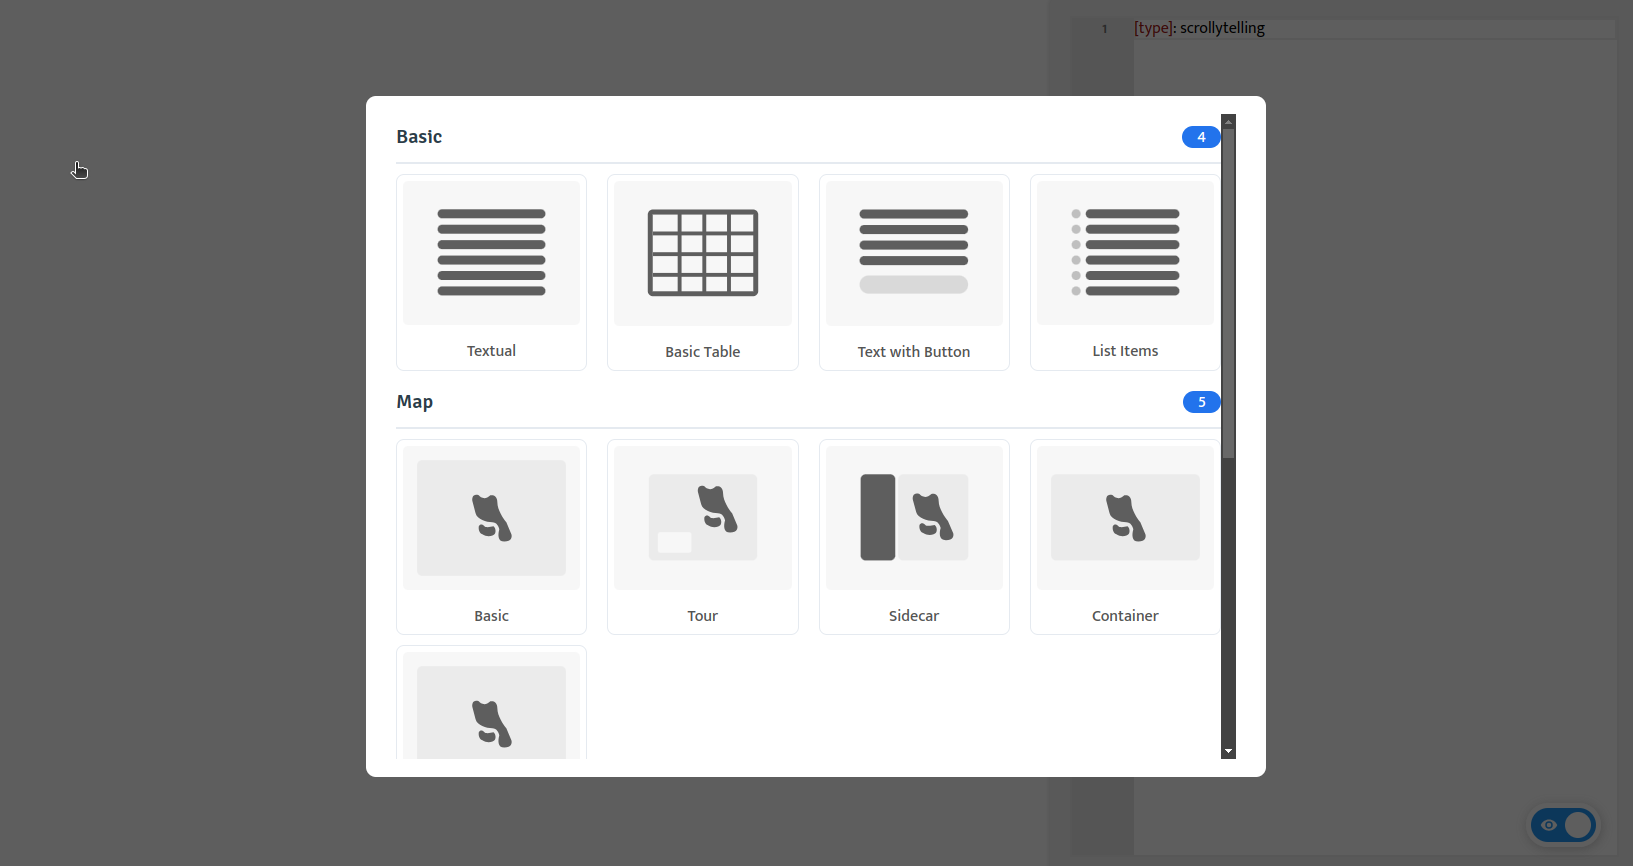 1 [type]: scrollytelling
Basic 4
Textual
Basic Table
Text with Button
List Items
Map 5
Basic
Tour
Sidecar
Container